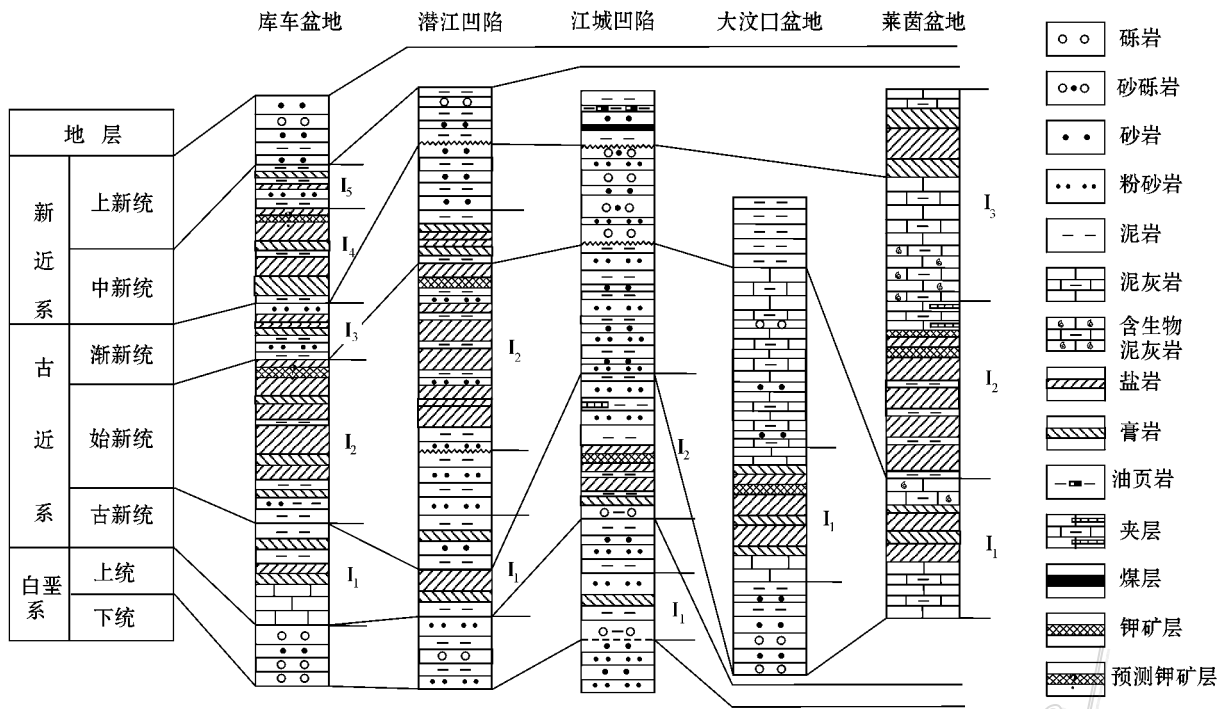 库车盆地 潜江凹陷 江城凹陷 大汶口盆地 莱茵盆地
地 层
新近系
上新统
中新统
古近系
渐新统
始新统
古新统
白垩系
上统
下统
I₅
I₄
I₃
I₂
I₁
I₂
I₁
I₂
I₁
I₁
I₃
I₂
I₁
砾岩
砂砾岩
砂岩
粉砂岩
泥岩
泥灰岩
含生物
泥灰岩
盐岩
膏岩
油页岩
夹层
煤层
钾矿层
预测钾矿层